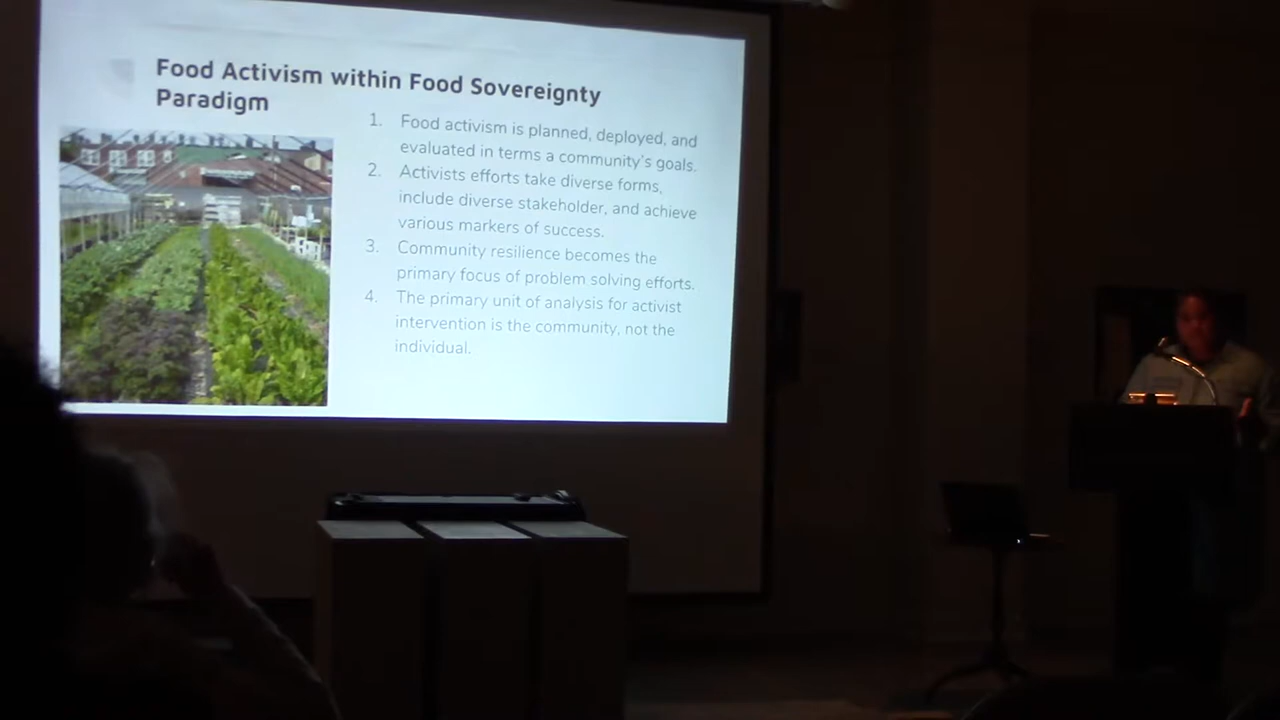 Food Activism within Food Sovereignty
Paradigm
1. Food activism is planned, deployed, and
evaluated in terms a community's goals.
2. Activists efforts take diverse forms,
include diverse stakeholder, and achieve
various markers of success.
3. Community resilience becomes the
primary focus of problem solving efforts.
4. The primary unit of analysis for activist
intervention is the community, not the
individual.